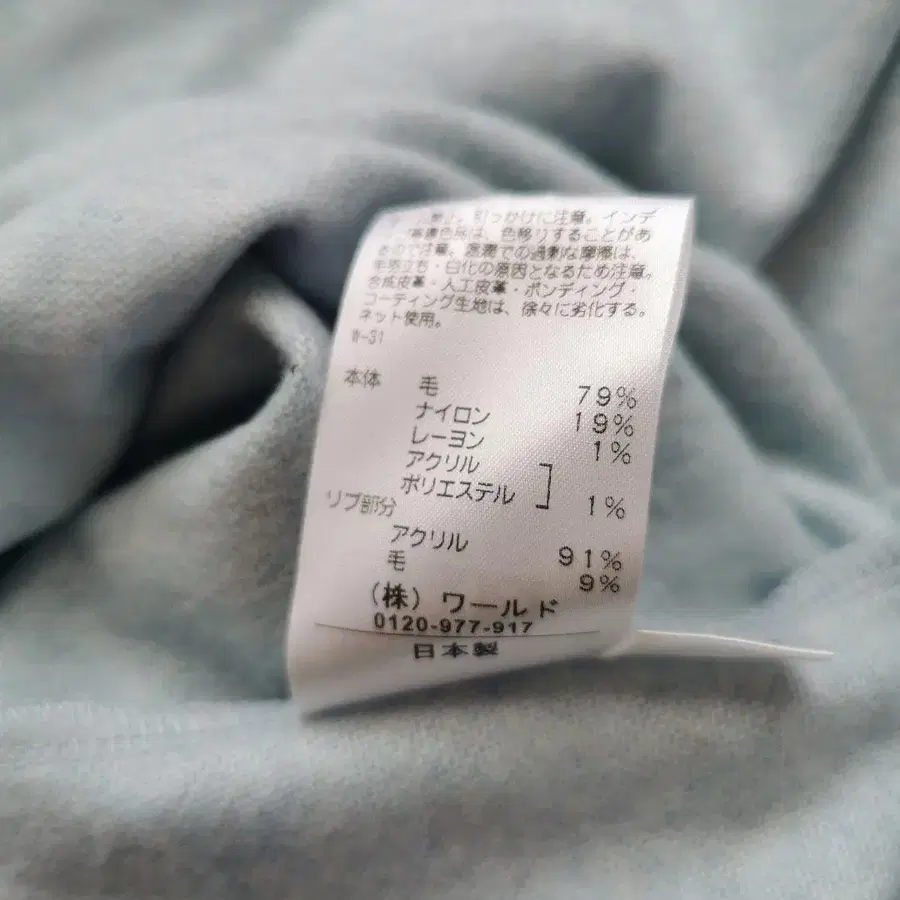 引っかけに注意。インデ
濃色は、色移りすることがあ
るので注意。湿潤での過剰な摩擦は、
毛羽立ち・白化の原因となるため注意。
合成皮革・人工皮革・ボンディング・
コーティング生地は、徐々に劣化する。
ネット使用。
W-31
本体 毛 79%
ナイロン 19%
レーヨン 1%
アクリル
ポリエステル ] 1%
リブ部分
アクリル 91%
毛 9%
(株) ワールド
0120-977-917
日本製